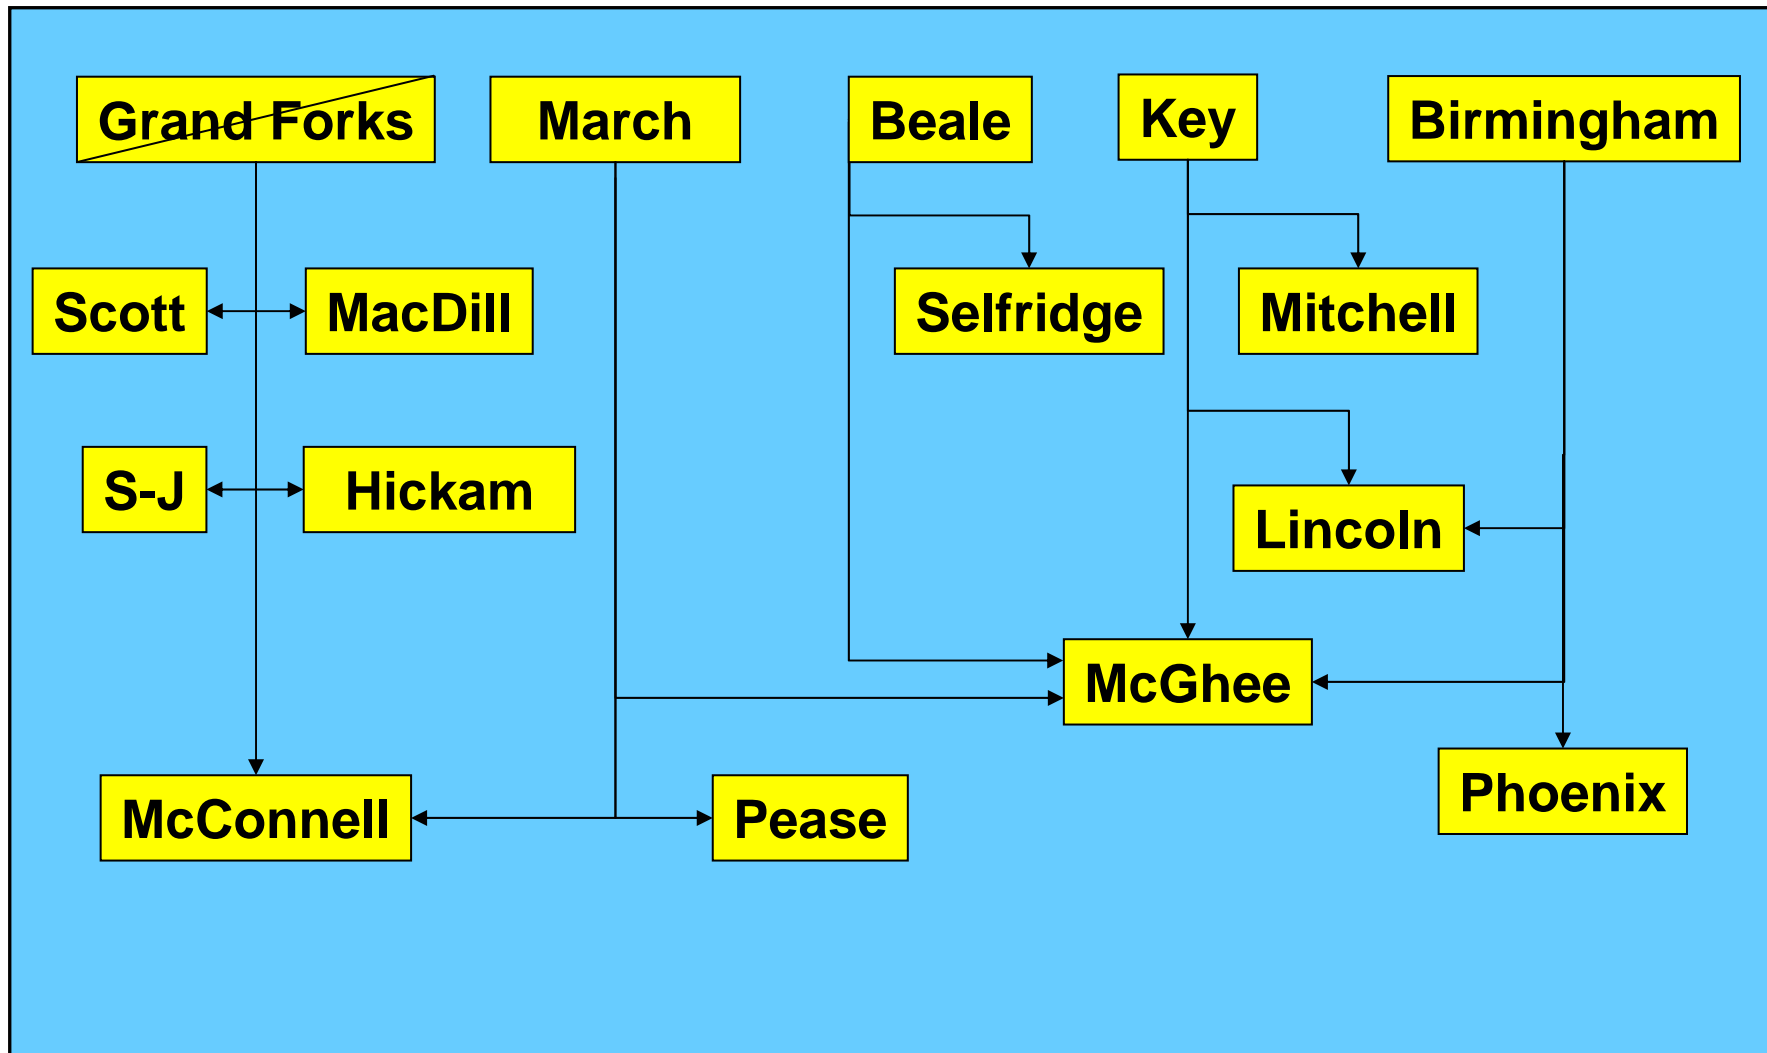 Grand Forks
March
Beale
Key
Birmingham
Scott
MacDill
Selfridge
Mitchell
S-J
Hickam
Lincoln
McGhee
McConnell
Pease
Phoenix